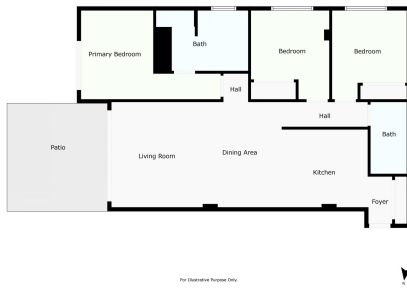 Primary Bedroom
Bath
Bedroom
Bedroom
Hall
Hall
Bath
Patio
Living Room
Dining Area
Kitchen
Foyer
For Illustrative Purpose Only.
N